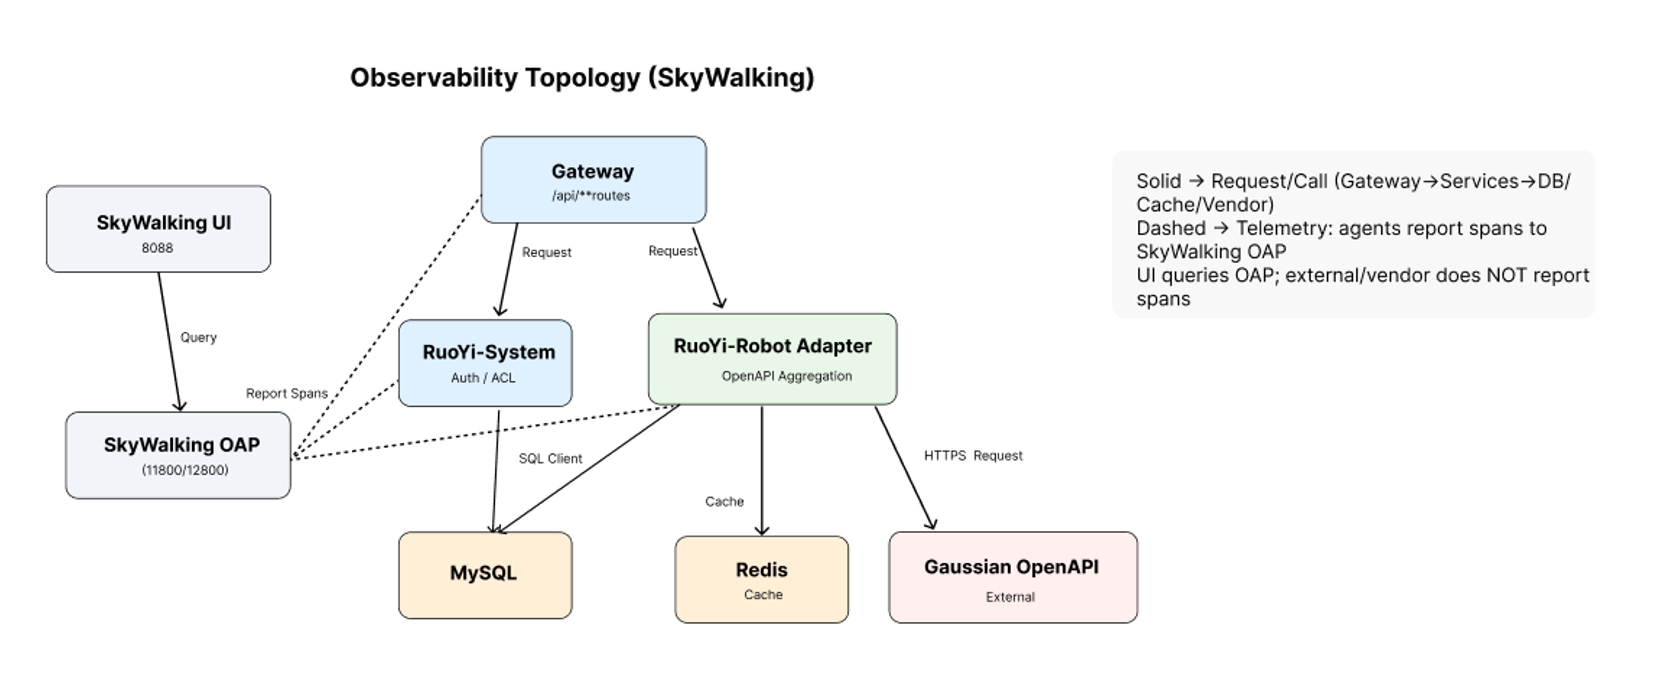 Observability Topology (SkyWalking)
Gateway
/api/**routes
SkyWalking UI
8088
Solid → Request/Call (Gateway→Services→DB/
Cache/Vendor)
Dashed → Telemetry: agents report spans to
SkyWalking OAP
UI queries OAP; external/vendor does NOT report
spans
Request
Request
Query
RuoYi-System
Auth / ACL
RuoYi-Robot Adapter
OpenAPI Aggregation
Report Spans
SkyWalking OAP
(11800/12800)
SQL Client
HTTPS  Request
Cache
MySQL
Redis
Cache
Gaussian OpenAPI
External